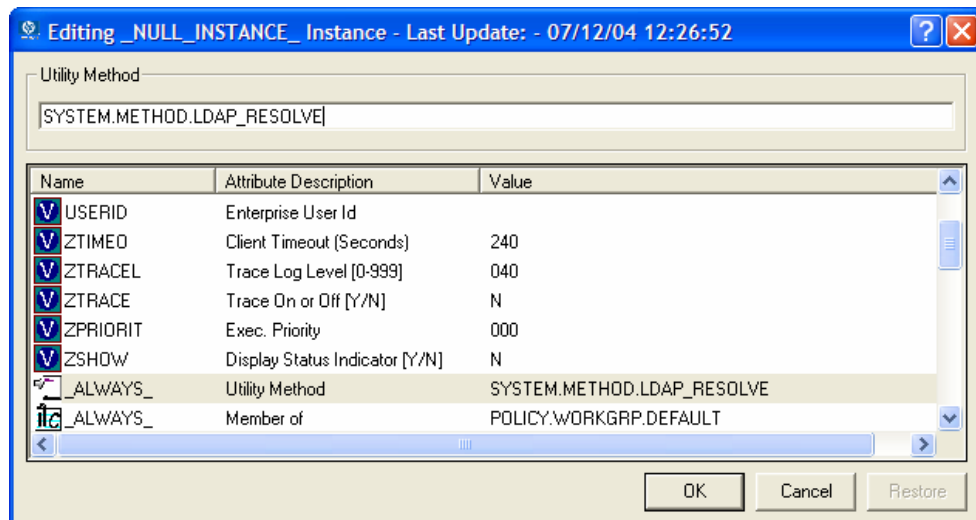 Editing _NULL_INSTANCE_ Instance - Last Update: - 07/12/04 12:26:52
Utility Method
SYSTEM.METHOD.LDAP_RESOLVE
Name Attribute Description Value
V USERID Enterprise User Id
V ZTIMEO Client Timeout (Seconds) 240
V ZTRACEL Trace Log Level [0-999] 040
V ZTRACE Trace On or Off [Y/N] N
V ZPRIORIT Exec. Priority 000
V ZSHOW Display Status Indicator [Y/N] N
_ALWAYS_ Utility Method SYSTEM.METHOD.LDAP_RESOLVE
_ALWAYS_ Member of POLICY.WORKGRP.DEFAULT
OK Cancel Restore